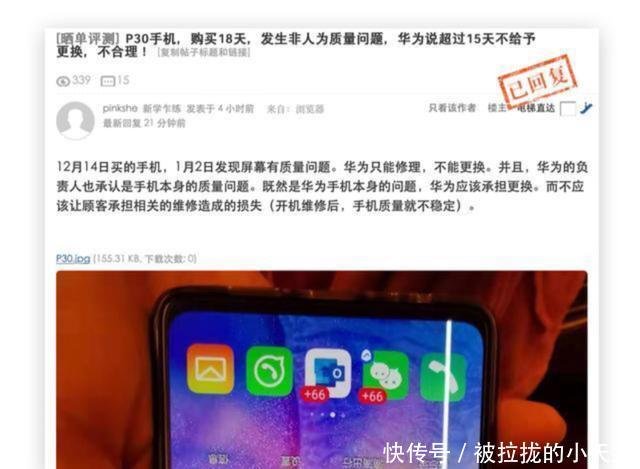 [晒单评测] P30手机，购买18天，发生非人为质量问题，华为说超过15天不给予
更换，不合理！ [复制帖子标题和链接]
339 15
已回复
pinkshe 新学乍练 发表于 4 小时前 来自： 浏览器
只看该作者 楼主 电梯直达
最新回复 21 分钟前
12月14日买的手机，1月2日发现屏幕有质量问题。华为只能修理，不能更换。并且，华为的负
责人也承认是手机本身的质量问题。既然是华为手机本身的问题，华为应该承担更换。而不应
该让顾客承担相关的维修造成的损失（开机维修后，手机质量就不稳定）。
P30.jpg (155.31 KB, 下载次数: 0)
+66
+66
信息
设置
快传号 / 被拉拢的小天